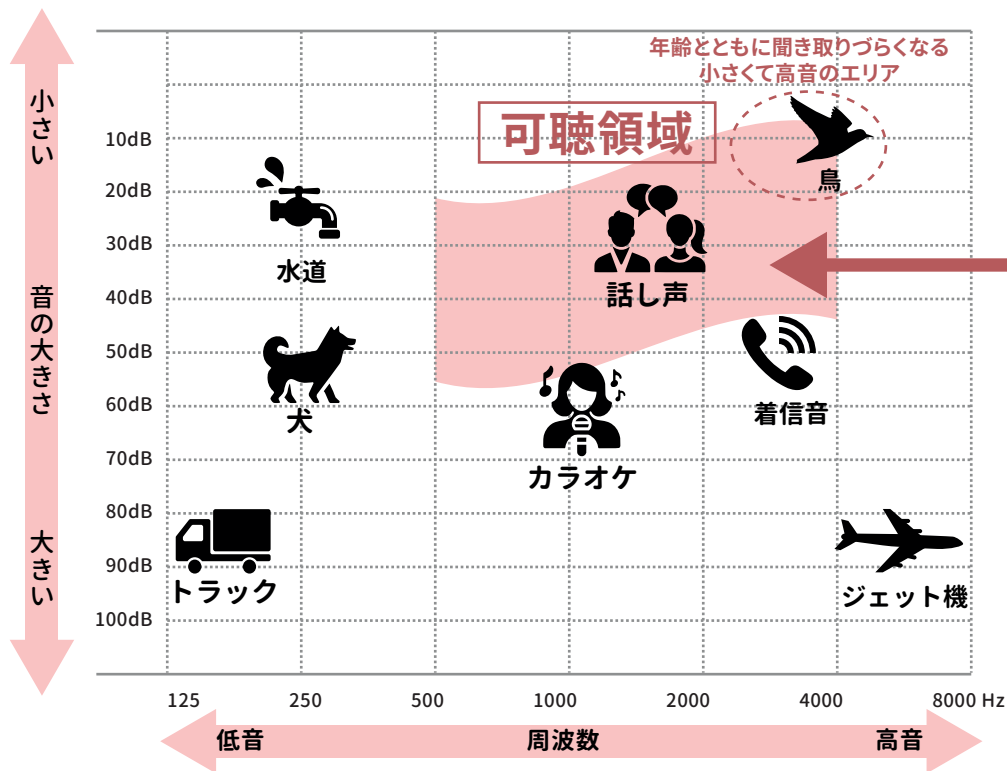 年齢とともに聞き取りづらくなる
小さくて高音のエリア
可聴領域
小さい
音の大きさ
大きい
10dB
20dB
30dB
40dB
50dB
60dB
70dB
80dB
90dB
100dB
鳥
水道
話し声
犬
着信音
カラオケ
トラック
ジェット機
125 250 500 1000 2000 4000 8000 Hz
低音 周波数 高音